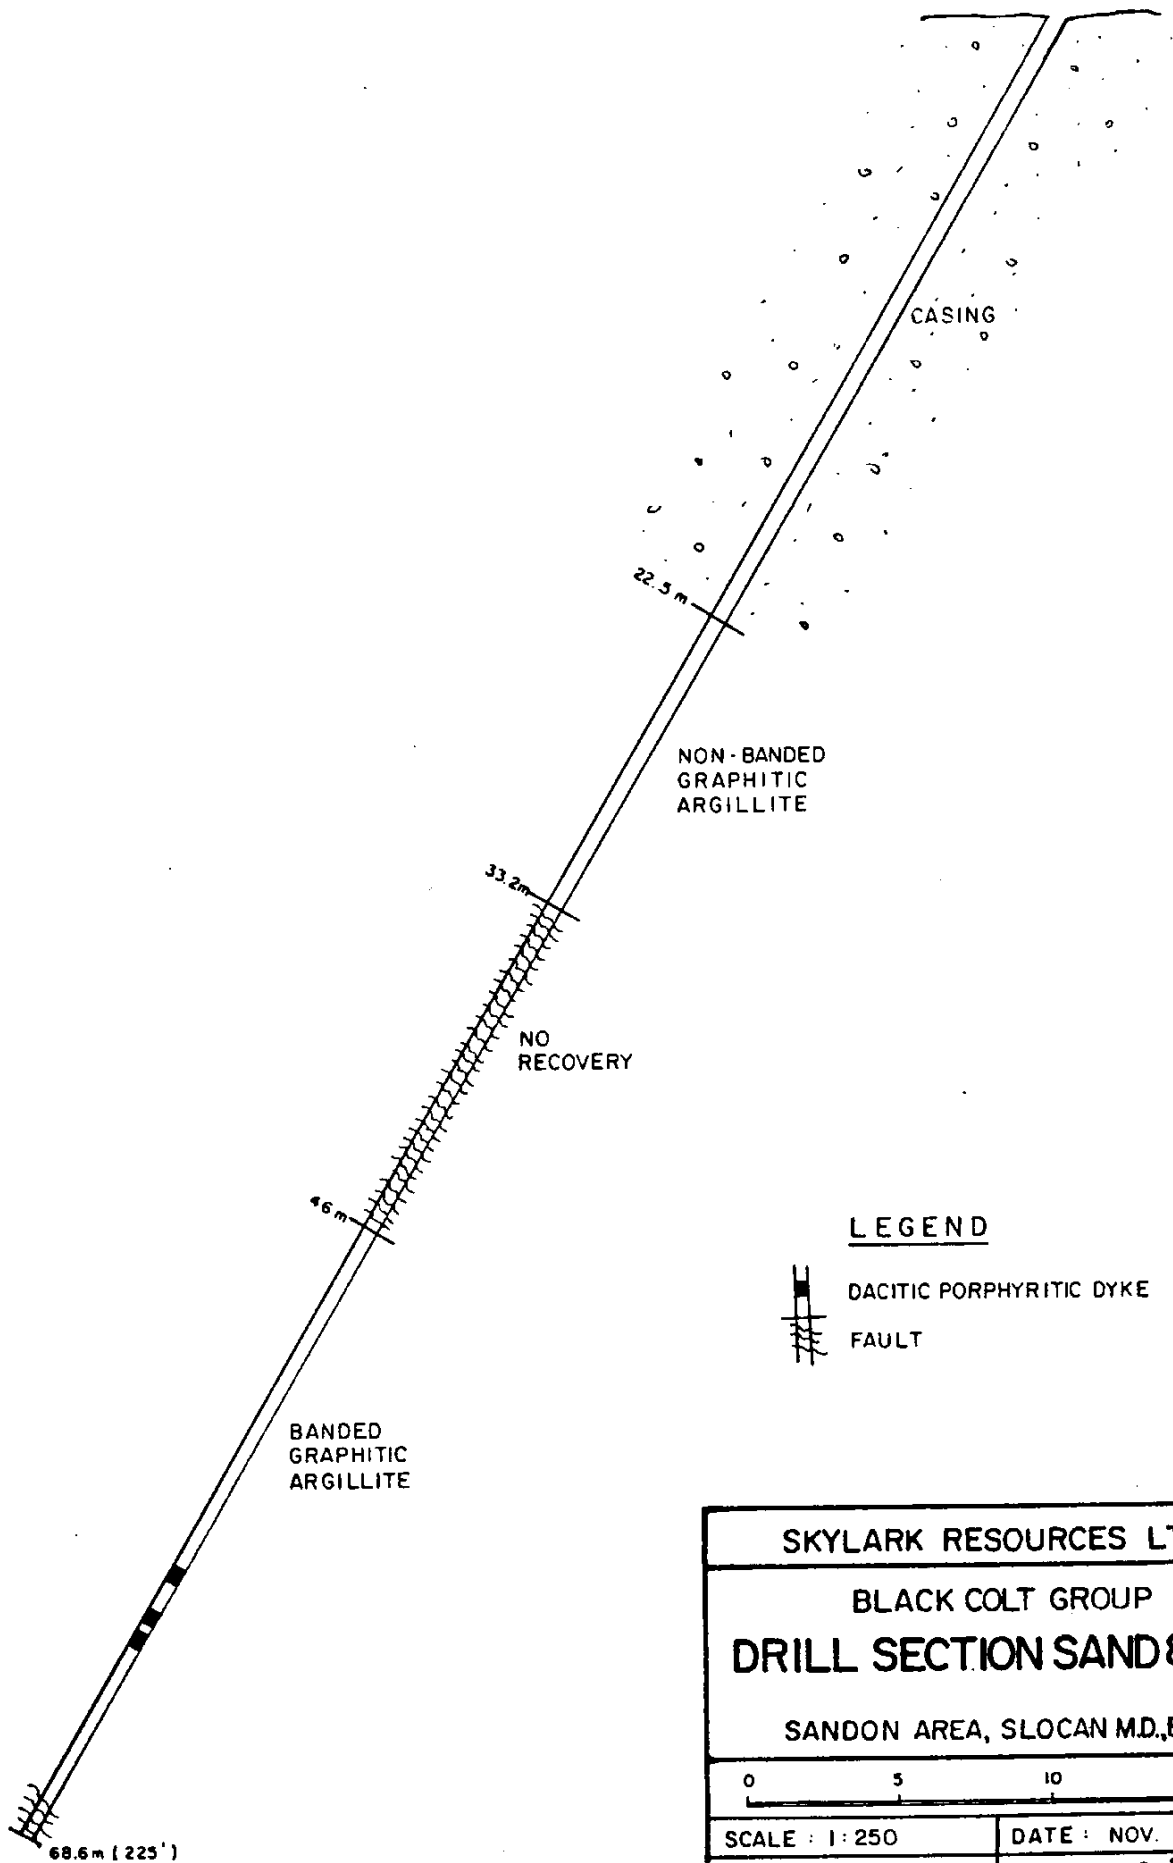 CASING
22.5 m
NON-BANDED
GRAPHITIC
ARGILLITE
33.2m
NO
RECOVERY
46 m
LEGEND
DACITIC PORPHYRITIC DYKE
FAULT
BANDED
GRAPHITIC
ARGILLITE
SKYLARK RESOURCES
BLACK COLT GROUP
DRILL SECTION
SANDON AREA, SLOCAN M.D.,
0 5 10
SCALE : 1:250
DATE : NOV.
68.6m [225']